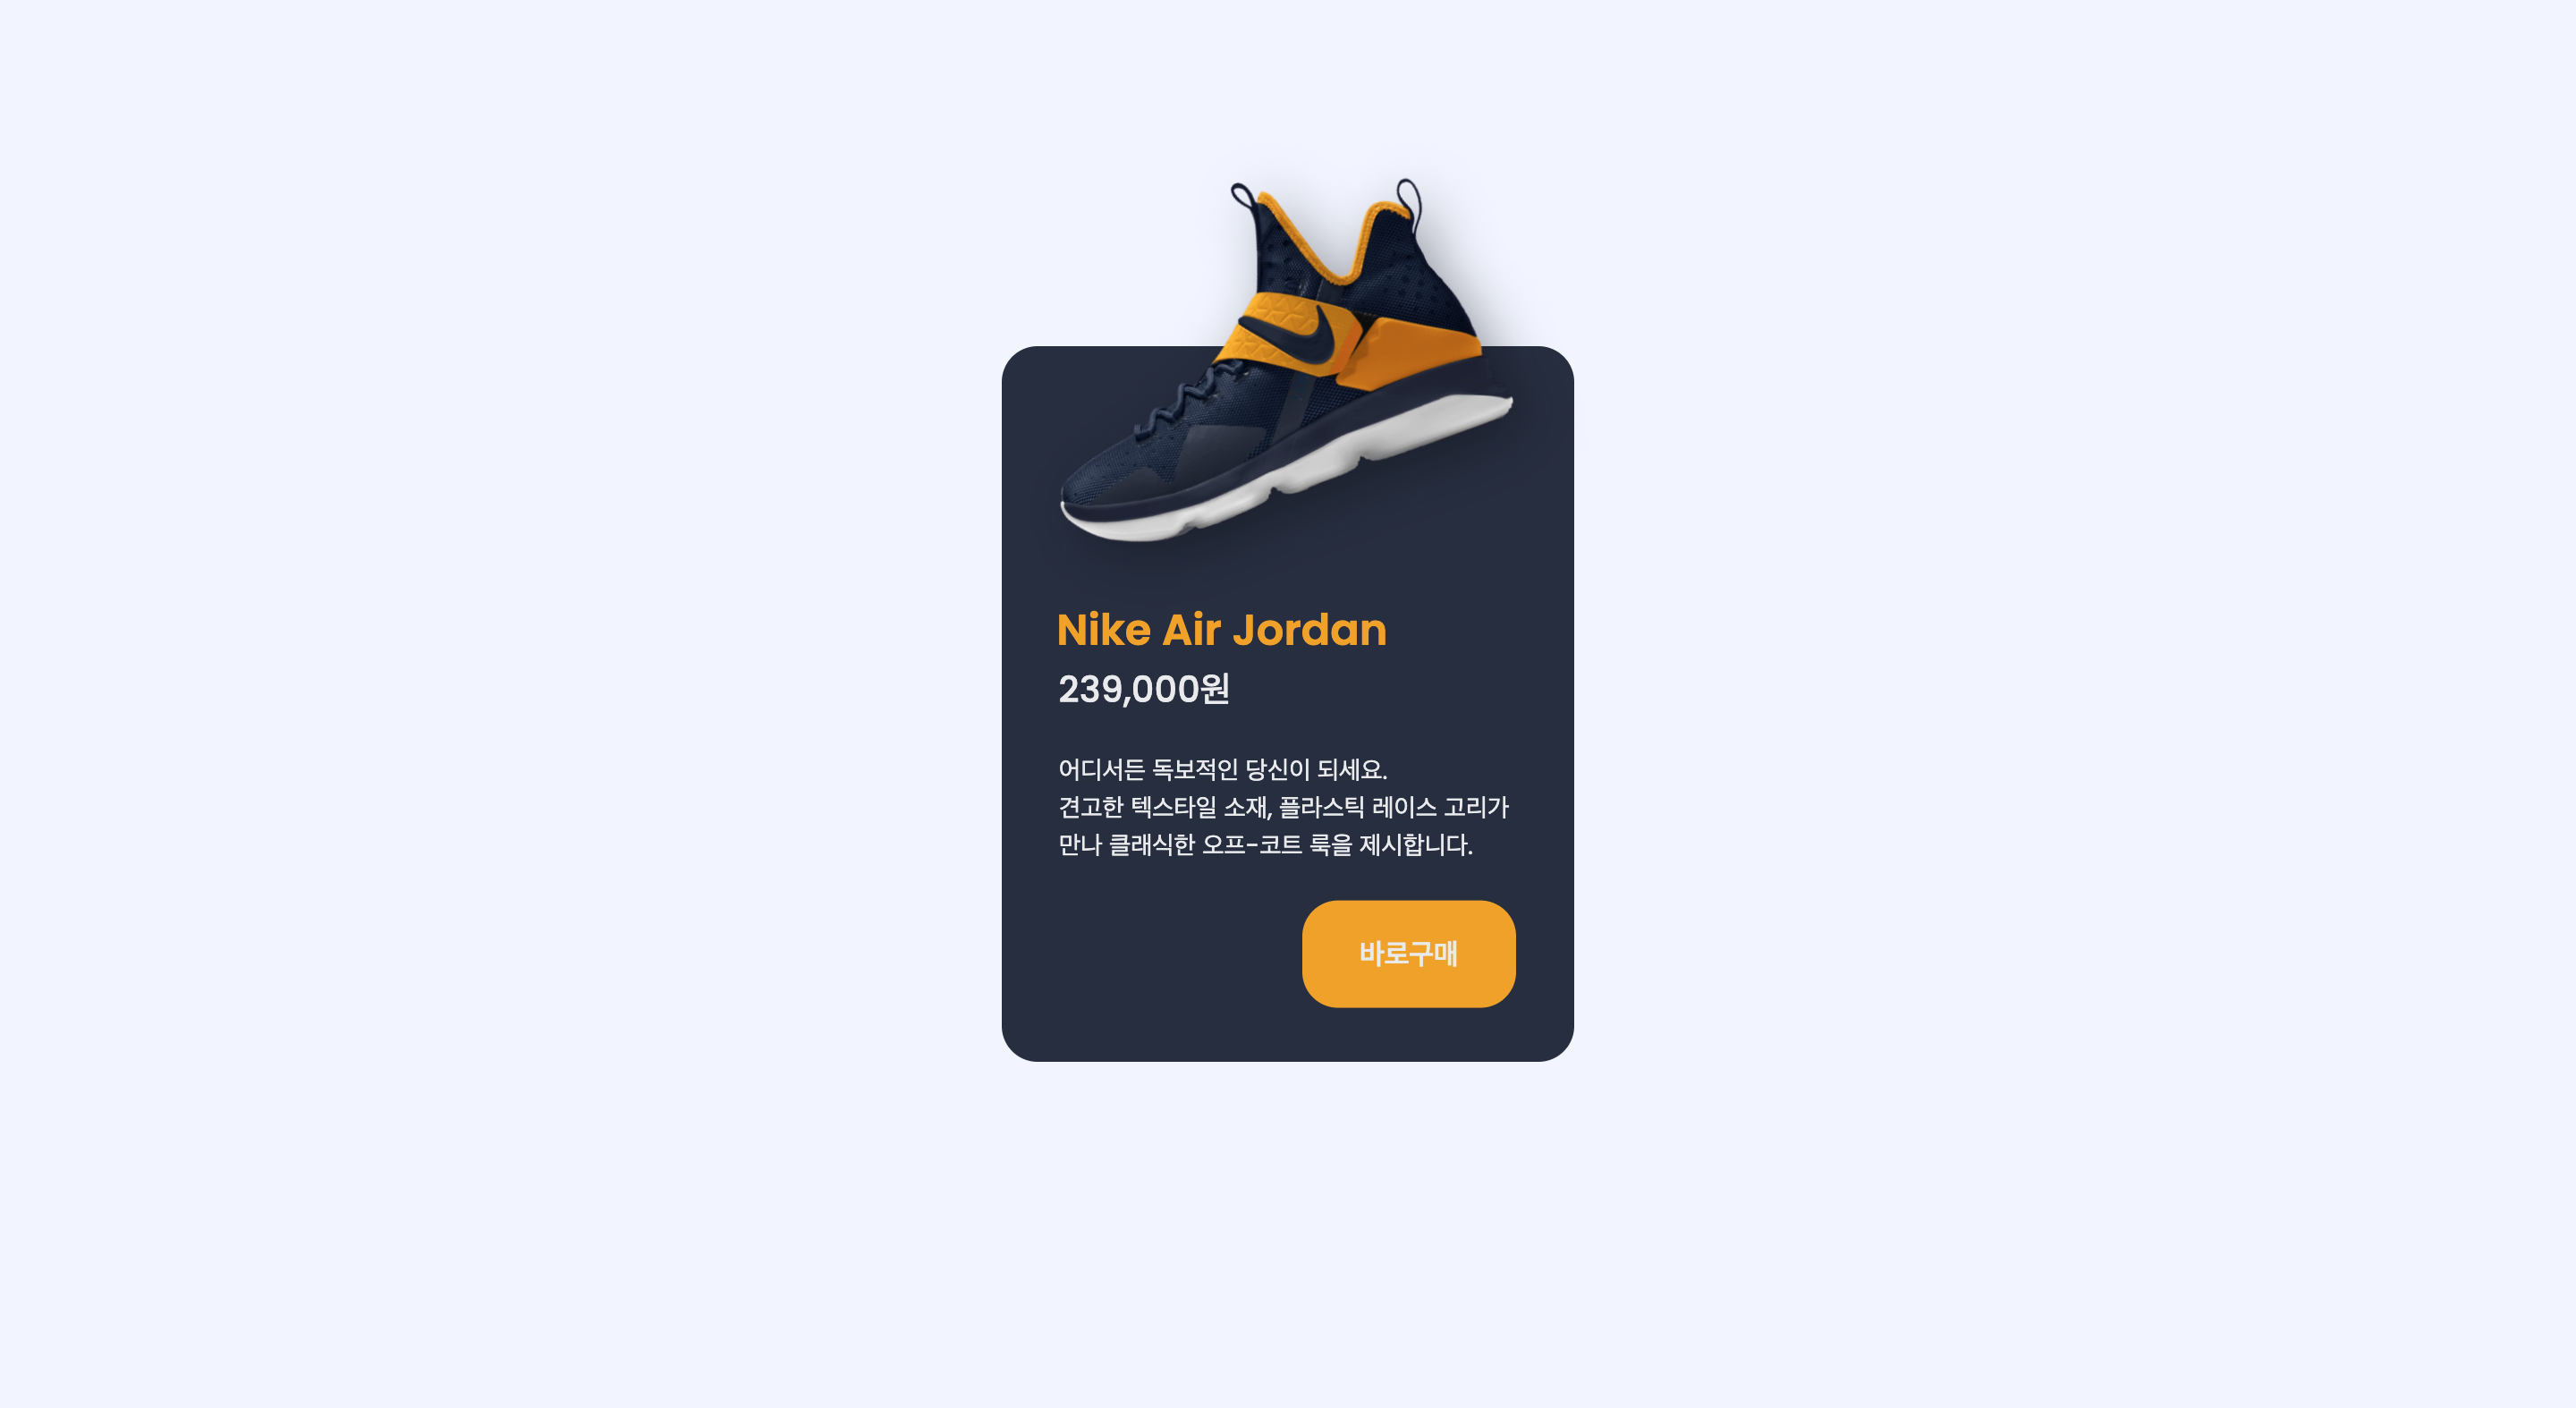 Nike Air Jordan
239,000원
어디서든 독보적인 당신이 되세요.
견고한 텍스타일 소재, 플라스틱 레이스 고리가
만나 클래식한 오프-코트 룩을 제시합니다.
바로구매